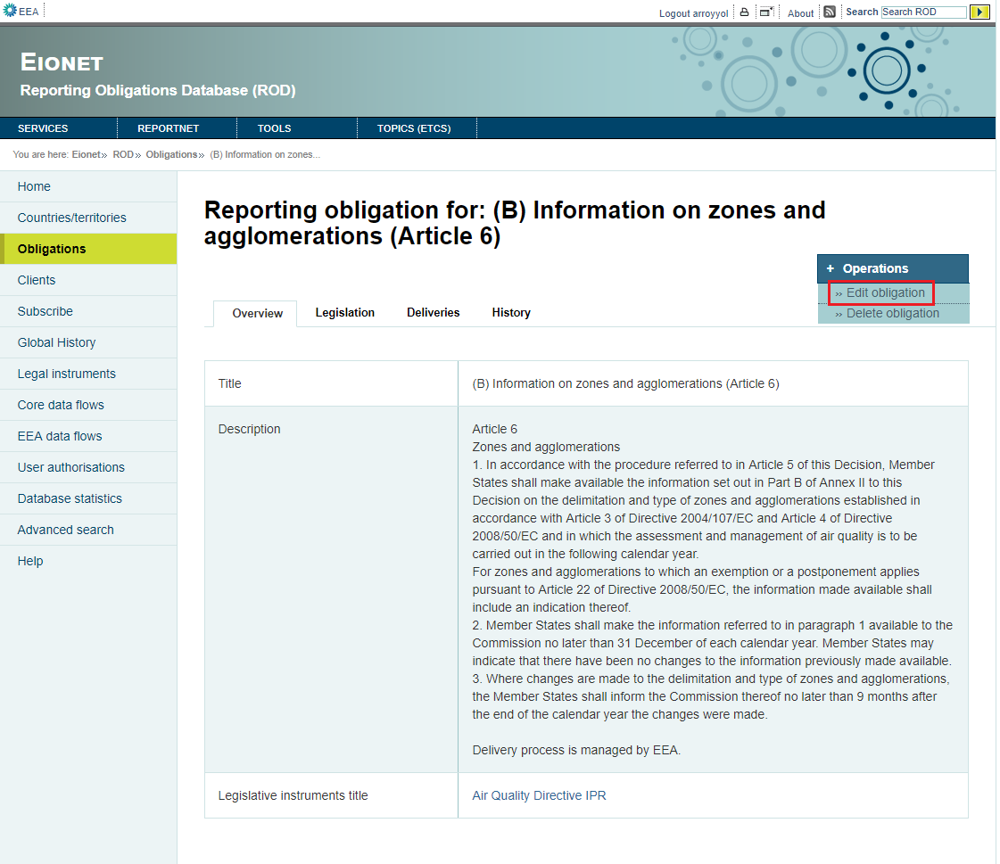 EEA
Logout arroyyol
About
Search
Search ROD
EIONET
Reporting Obligations Database (ROD)
SERVICES
REPORTNET
TOOLS
TOPICS (ETCS)
You are here: Eionet» ROD» Obligations» (B) Information on zones...
Home
Countries/territories
Obligations
Clients
Subscribe
Global History
Legal instruments
Core data flows
EEA data flows
User authorisations
Database statistics
Advanced search
Help
Reporting obligation for: (B) Information on zones and
agglomerations (Article 6)
+ Operations
» Edit obligation
» Delete obligation
Overview
Legislation
Deliveries
History
Title
(B) Information on zones and agglomerations (Article 6)
Description
Article 6
Zones and agglomerations
1. In accordance with the procedure referred to in Article 5 of this Decision, Member
States shall make available the information set out in Part B of Annex II to this
Decision on the delimitation and type of zones and agglomerations established in
accordance with Article 3 of Directive 2004/107/EC and Article 4 of Directive
2008/50/EC and in which the assessment and management of air quality is to be
carried out in the following calendar year.
For zones and agglomerations to which an exemption or a postponement applies
pursuant to Article 22 of Directive 2008/50/EC, the information made available shall
include an indication thereof.
2. Member States shall make the information referred to in paragraph 1 available to the
Commission no later than 31 December of each calendar year. Member States may
indicate that there have been no changes to the information previously made available.
3. Where changes are made to the delimitation and type of zones and agglomerations,
the Member States shall inform the Commission thereof no later than 9 months after
the end of the calendar year the changes were made.
Delivery process is managed by EEA.
Legislative instruments title
Air Quality Directive IPR